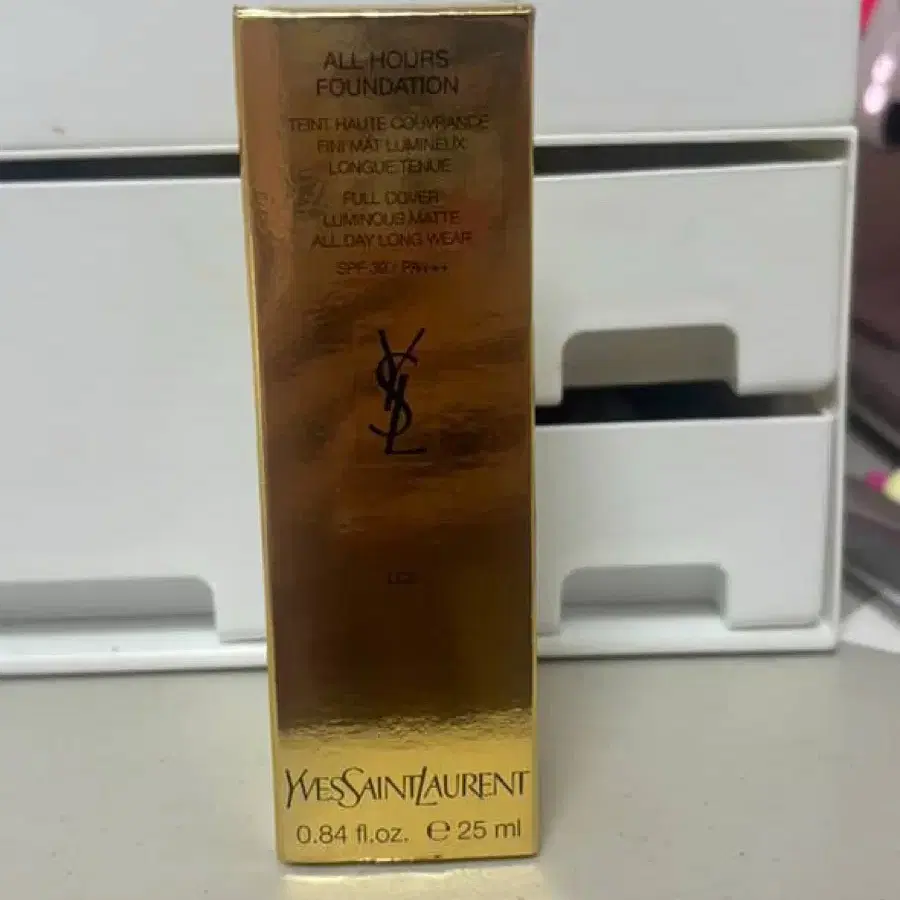 ALL HOURS
FOUNDATION
TEINT HAUTE COUVRANCE
FINI MAT LUMINEUX
LONGUE TENUE
FULL COVER
LUMINOUS MATTE
ALL DAY LONG WEAR
PA+++
YSL
YVESSAINTLAURENT
0.84 fl.oz. ℮ 25 ml